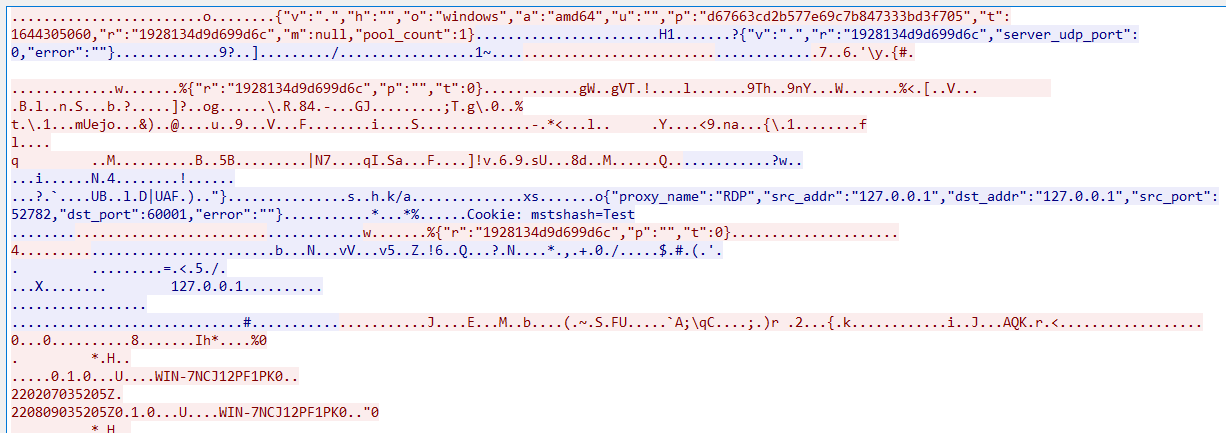 ......................o........{"v":".","h":"","o":"windows","a":"amd64","u":"","p":"d67663cd2b577e69c7b847333bd3f705","t":
1644305060,"r":"1928134d9d699d6c","m":null,"pool_count":1}...............H1.......?{"v":".","r":"1928134d9d699d6c","server_udp_port":
0,"error":""}............9?..]........./................1~.......................................7..6.'\y.{#.
.............w.......%{"r":"1928134d9d699d6c","p":"","t":0}............gW..gVT.!....l.......9Th..9nY...W.......%<.[..V...
.B.l..n.S...b.?.....]?..og......\.R.84.-...GJ..........;T.g\.0..%
t.\.1...mUejo...&)..@....u..9...V...F........i....S..............-.*<...l.. .Y....<9.na...{\.1........f
l....
q ..M..........B..5B.........|N7....qI.Sa...F....]!v.6.9.sU...8d..M......Q..............?w..
...i......N.4........!......
...?.`....UB..l.D|UAF.)..."}..............s..h.k/a..............xs.......o{"proxy_name":"RDP","src_addr":"127.0.0.1","dst_addr":"127.0.0.1","src_port":
52782,"dst_port":60001,"error":""}...........*...*%......Cookie: mstshash=Test
...........................................w.......%{"r":"1928134d9d699d6c","p":"","t":0}.....................
4................................b...N...vV...v5..Z.!6..Q...?.N....*.,.+.0./.....$.#.(.'.
. .........=.<.5./.
...X........ 127.0.0.1..........
................
............................#.....................J....E...M..b....(.~.S.FU.....`A;\qC....;.)r .2...{.k............i..J...AQK.r.<.................
0...0..........8.......Ih*....%0
. *.H..
.....0.1.0...U....WIN-7NCJ12PF1PK0..
220207035205Z.
220809035205Z0.1.0...U....WIN-7NCJ12PF1PK0.."0
. *.H